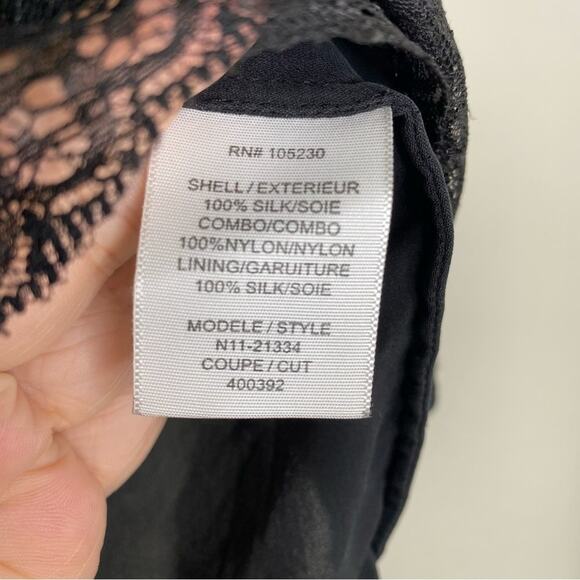 RN# 105230
SHELL/EXTERIEUR
100% SILK/SOIE
COMBO/COMBO
100%NYLON/NYLON
LINING/GARUITURE
100% SILK/SOIE
MODELE/STYLE
N11-21334
COUPE/CUT
400392